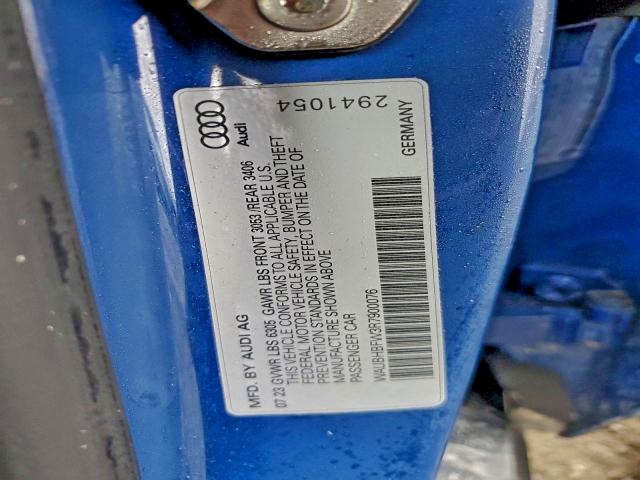 Audi
MFD. BY AUDI AG
07 23 GVWR LBS 6305 GAWR LBS FRONT 3053 /REAR 3406
THIS VEHICLE CONFORMS TO ALL APPLICABLE U.S.
FEDERAL MOTOR VEHICLE SAFETY, BUMPER AND THEFT
PREVENTION STANDARDS IN EFFECT ON THE DATE OF
MANUFACTURE SHOWN ABOVE
PASSENGER CAR
WAUBHBFW3R7900076
2941054
GERMANY